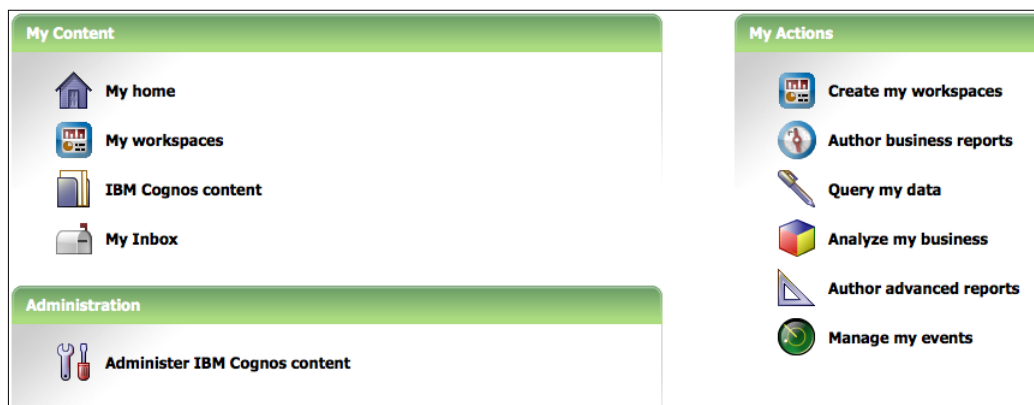 My Content
My home
My workspaces
IBM Cognos content
My Inbox
Administration
Administer IBM Cognos content
My Actions
Create my workspaces
Author business reports
Query my data
Analyze my business
Author advanced reports
Manage my events